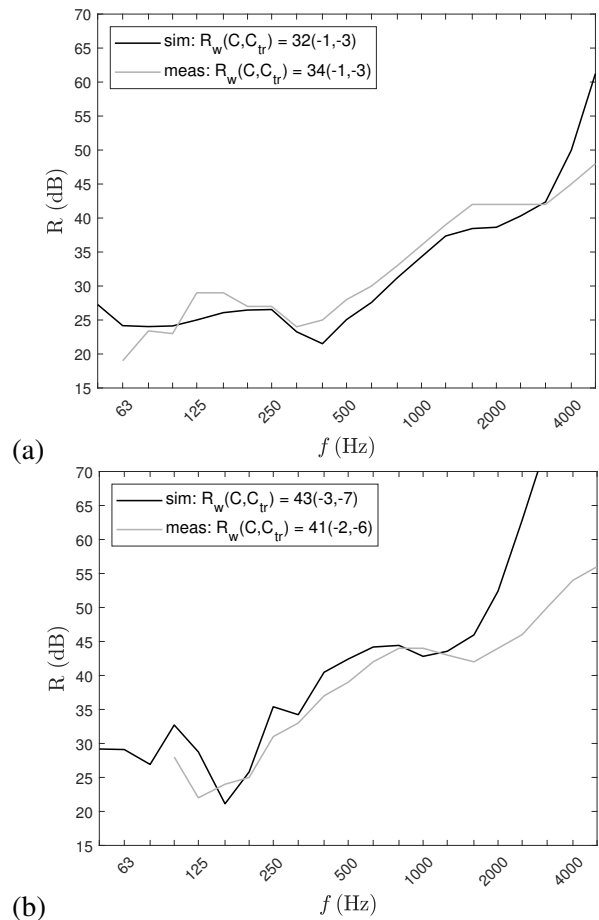 70
65
60
55
50
45
40
35
30
25
20
15
R (dB)
sim: R_w(C,C_tr) = 32(-1,-3)
meas: R_w(C,C_tr) = 34(-1,-3)
63 125 250 500 1000 2000 4000
f (Hz)
(a)
70
65
60
55
50
45
40
35
30
25
20
15
R (dB)
sim: R_w(C,C_tr) = 43(-3,-7)
meas: R_w(C,C_tr) = 41(-2,-6)
63 125 250 500 1000 2000 4000
f (Hz)
(b)